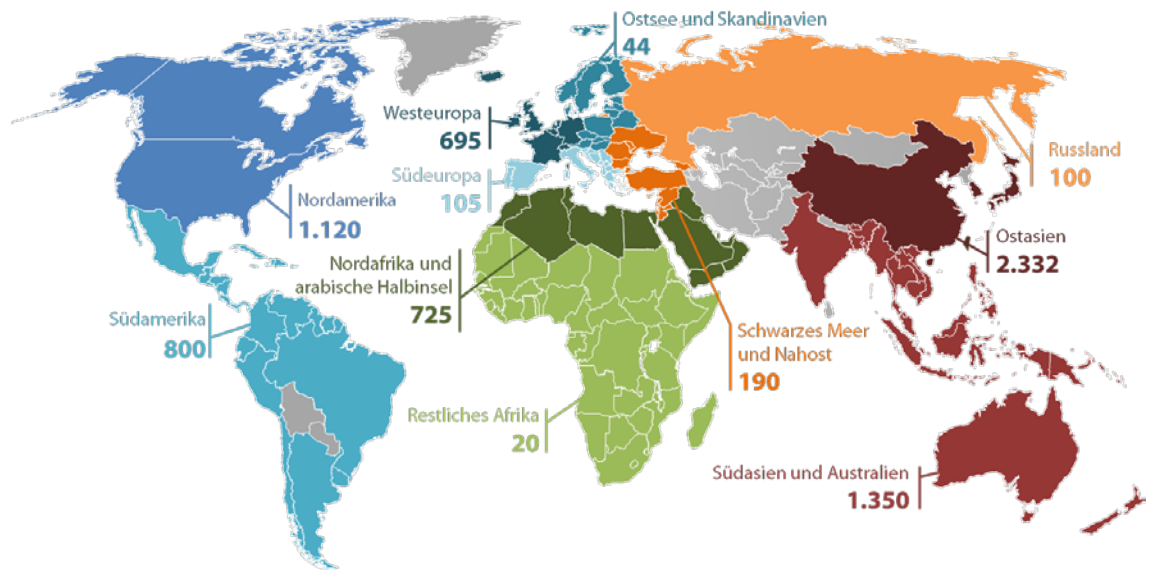 Ostsee und Skandinavien
44
Westeuropa
695
Südeuropa
105
Russland
100
Nordamerika
1.120
Ostasien
2.332
Nordafrika und
arabische Halbinsel
725
Südamerika
800
Schwarzes Meer
und Nahost
190
Restliches Afrika
20
Südasien und Australien
1.350